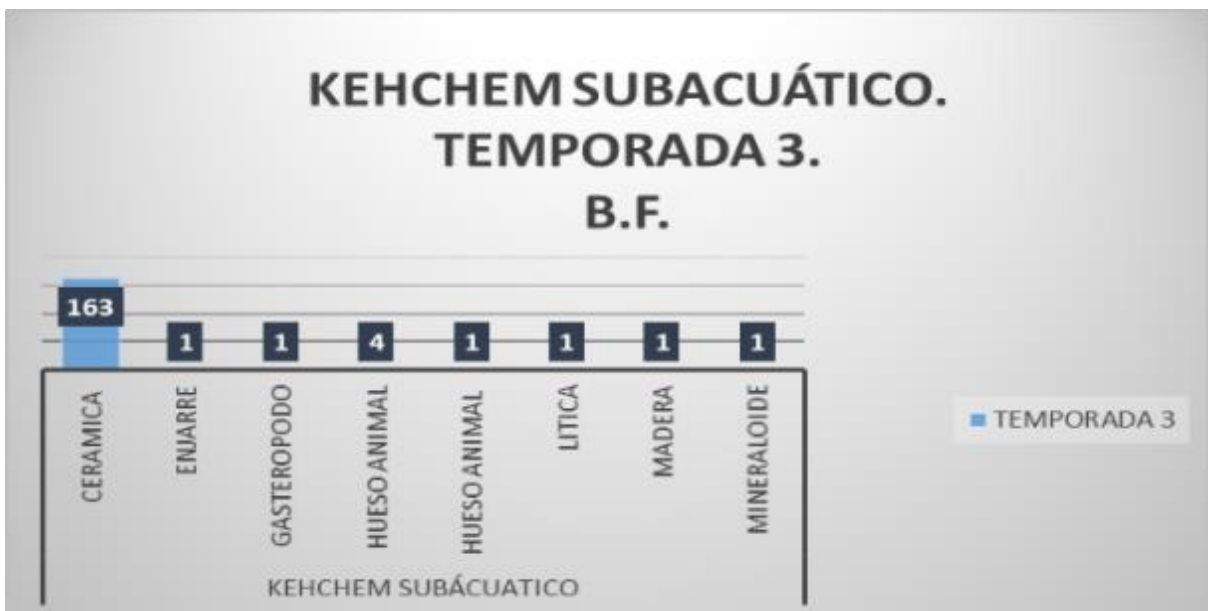 KEHCHEM SUBACUÁTICO.
TEMPORADA 3.
B.F.
163
1
1
4
1
1
1
1
CERAMICA
ENJARRE
GASTEROPODO
HUESO ANIMAL
HUESO ANIMAL
LITICA
MADERA
MINERALOIDE
KEHCHEM SUBÁCUATICO
TEMPORADA 3